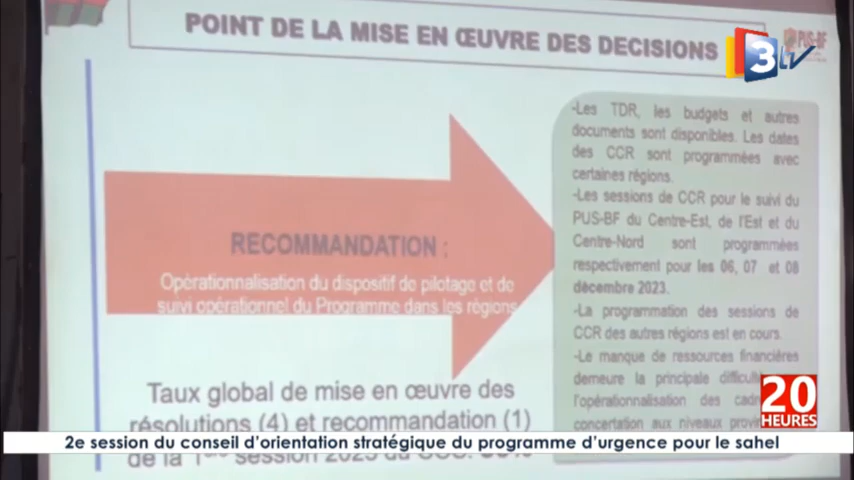 POINT DE LA MISE EN ŒUVRE DES DECISIONS
3tv
PUS-BF
-Les TDR, les budgets et autres
documents sont disponibles. Les dates
des CCR sont programmées avec
certaines régions.
-Les sessions de CCR pour le suivi du
PUS-BF du Centre-Est, de l'Est et du
Centre-Nord sont programmées
respectivement pour les 06, 07 et 08
décembre 2023.
-La programmation des sessions de
CCR des autres régions est en cours.
-Le manque de ressources financières
demeure la principale
l'opérationnalisation des
concertation aux niveaux
RECOMMANDATION :
Opérationnalisation du dispositif de pilotage et de
suivi opérationnel du Programme dans les régions
Taux global de mise en œuvre des
résolutions (4) et recommandation (1)
de la 1 session 2023 du
20
HEURES
2e session du conseil d'orientation stratégique du programme d'urgence pour le sahel